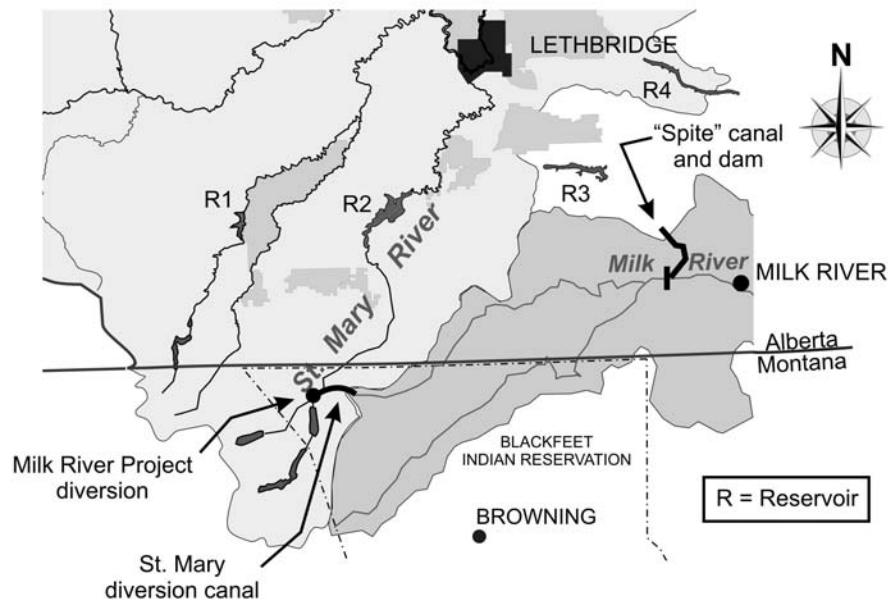 LETHBRIDGE
N
R4
“Spite” canal
and dam
R1
R2
R3
St. Mary River
Milk River
MILK RIVER
Alberta
Montana
Milk River Project
diversion
BLACKFEET
INDIAN RESERVATION
R = Reservoir
BROWNING
St. Mary
diversion canal